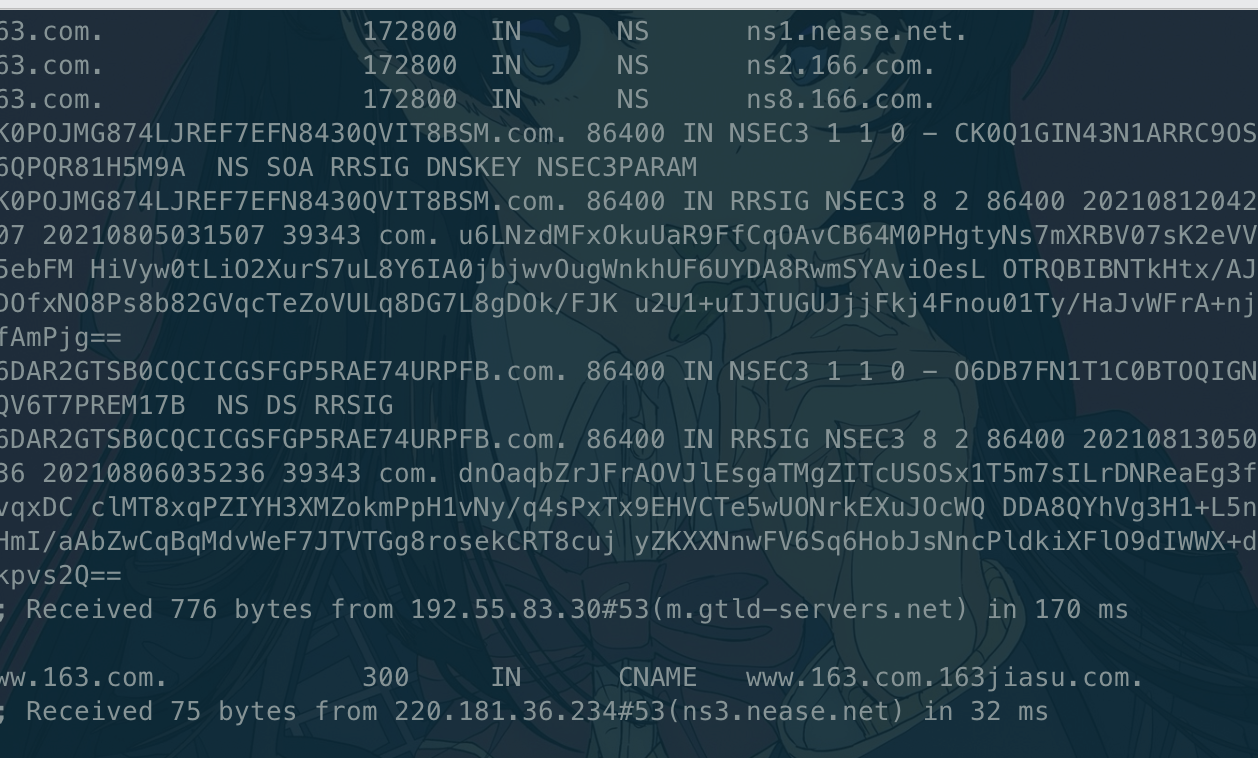 63.com. 172800 IN NS ns1.nease.net.
63.com. 172800 IN NS ns2.166.com.
63.com. 172800 IN NS ns8.166.com.
K0POJMG874LJREF7EFN8430QVIT8BSM.com. 86400 IN NSEC3 1 1 0 - CK0Q1GIN43N1ARRC9OS
6QPQR81H5M9A NS SOA RRSIG DNSKEY NSEC3PARAM
K0POJMG874LJREF7EFN8430QVIT8BSM.com. 86400 IN RRSIG NSEC3 8 2 86400 20210812042
07 20210805031507 39343 com. u6LNzdMFxOkuUaR9FfCqOAvCB64M0PHgtyNs7mXRBV07sK2eVV
5ebFM HiVyw0tLiO2XurS7uL8Y6IA0jbjwvOugWnkhUF6UYDA8RwmSYAviOesL OTRQBIBNTkHtx/AJ
DOfxNO8Ps8b82GVqcTeZoVULq8DG7L8gDOk/FJK u2U1+uIJIUGUJjjFkj4Fnou01Ty/HaJvWFrA+nj
fAmPjg==
6DAR2GTSB0CQCICGSFGP5RAE74URPFB.com. 86400 IN NSEC3 1 1 0 - O6DB7FN1T1C0BTOQIGN
QV6T7PREM17B NS DS RRSIG
6DAR2GTSB0CQCICGSFGP5RAE74URPFB.com. 86400 IN RRSIG NSEC3 8 2 86400 20210813050
36 20210806035236 39343 com. dnOaqbZrJFrAOVJlEsgaTMgZITcUSOSx1T5m7sILrDNReaEg3f
vqxDC clMT8xqPZIYH3XMZokmPpH1vNy/q4sPxTx9EHVCTe5wUONrkEXuJOcWQ DDA8QYhVg3H1+L5n
HmI/aAbZwCqBqMdvWeF7JTVTGg8rosekCRT8cuj yZKXXNnwFV6Sq6HobJsNncPldkiXFlO9dIWWX+d
kpvs2Q==
; Received 776 bytes from 192.55.83.30#53(m.gtld-servers.net) in 170 ms
ww.163.com. 300 IN CNAME www.163.com.163jiasu.com.
; Received 75 bytes from 220.181.36.234#53(ns3.nease.net) in 32 ms